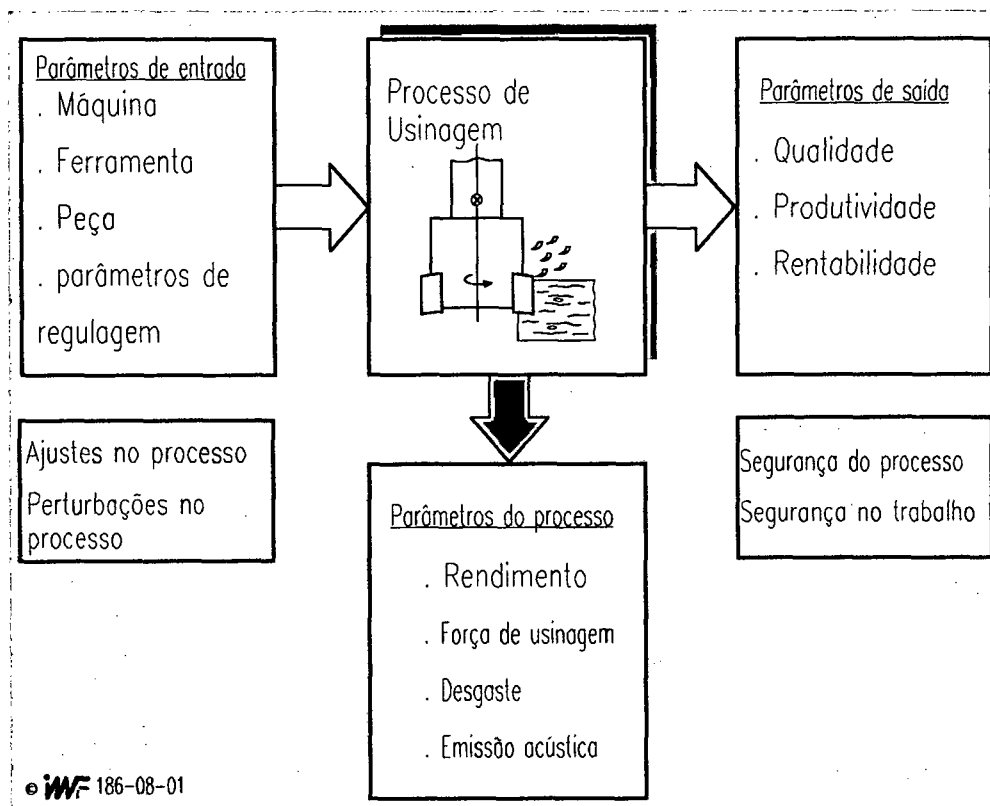 Parâmetros de entrada
. Máquina
. Ferramenta
. Peça
. parâmetros de
regulagem
Processo de
Usinagem
Parâmetros de saída
. Qualidade
. Produtividade
. Rentabilidade
Ajustes no processo
Perturbações no
processo
Parâmetros do processo
. Rendimento
. Força de usinagem
. Desgaste
. Emissão acústica
Segurança do processo
Segurança no trabalho
© 186-08-01